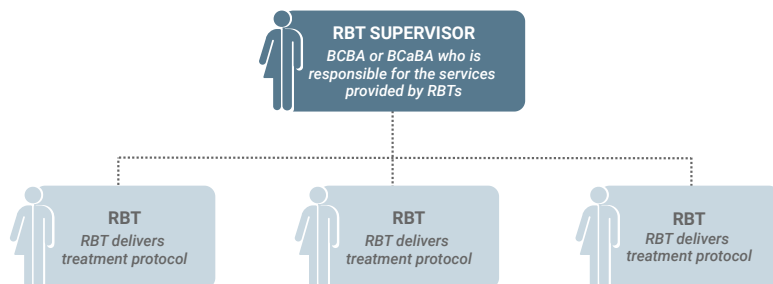 RBT SUPERVISOR
BCBA or BCaBA who is
responsible for the services
provided by RBTs
RBT
RBT delivers
treatment protocol
RBT
RBT delivers
treatment protocol
RBT
RBT delivers
treatment protocol